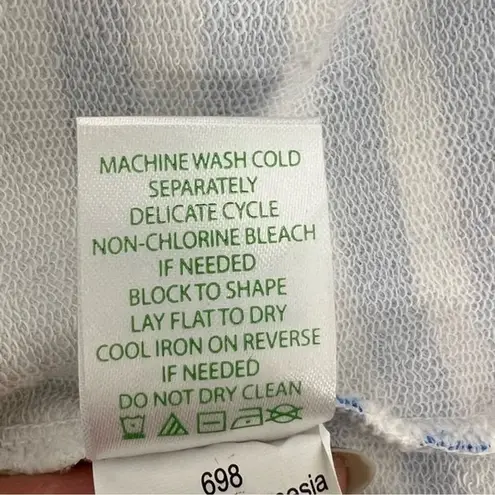 MACHINE WASH COLD
SEPARATELY
DELICATE CYCLE
NON-CHLORINE BLEACH
IF NEEDED
BLOCK TO SHAPE
LAY FLAT TO DRY
COOL IRON ON REVERSE
IF NEEDED
DO NOT DRY CLEAN
698